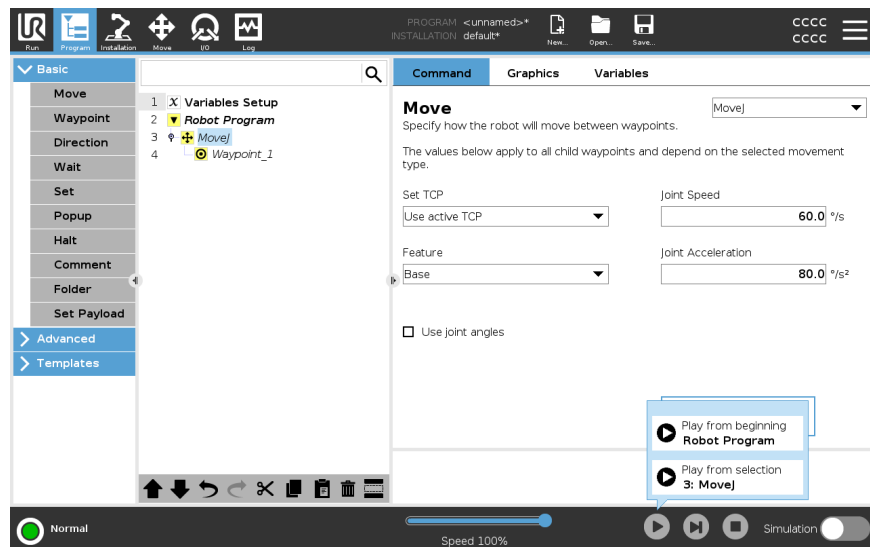 PROGRAM <unnamed>*
INSTALLATION default*
CCCC
CCCC
Run
Program
Installation
Move
I/O
Log
New...
Open...
Save...
Basic
Move
Waypoint
Direction
Wait
Set
Popup
Halt
Comment
Folder
Set Payload
Advanced
Templates
1 X Variables Setup
2 Robot Program
3 MoveJ
4 Waypoint_1
Command Graphics Variables
Move
MoveJ
Specify how the robot will move between waypoints.
The values below apply to all child waypoints and depend on the selected movement
type.
Set TCP
Joint Speed
Use active TCP
60.0 °/s
Feature
Joint Acceleration
Base
80.0 °/s²
Use joint angles
Play from beginning
Robot Program
Play from selection
3: MoveJ
Normal
Speed 100%
Simulation